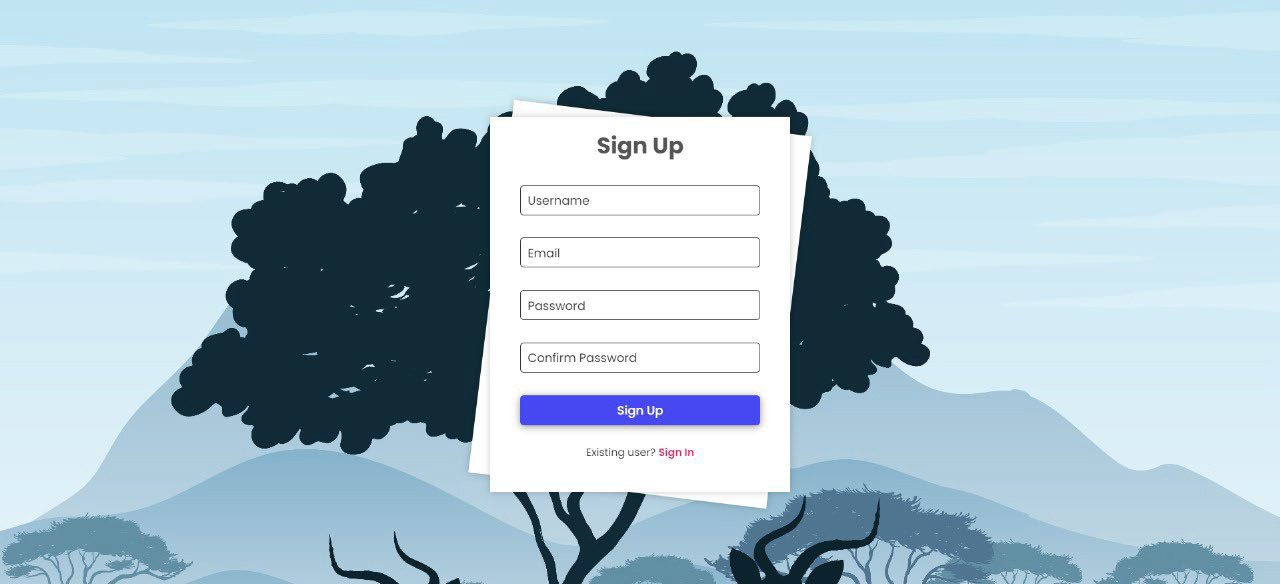 Sign Up
Username
Email
Password
Confirm Password
Sign Up
Existing user? Sign In